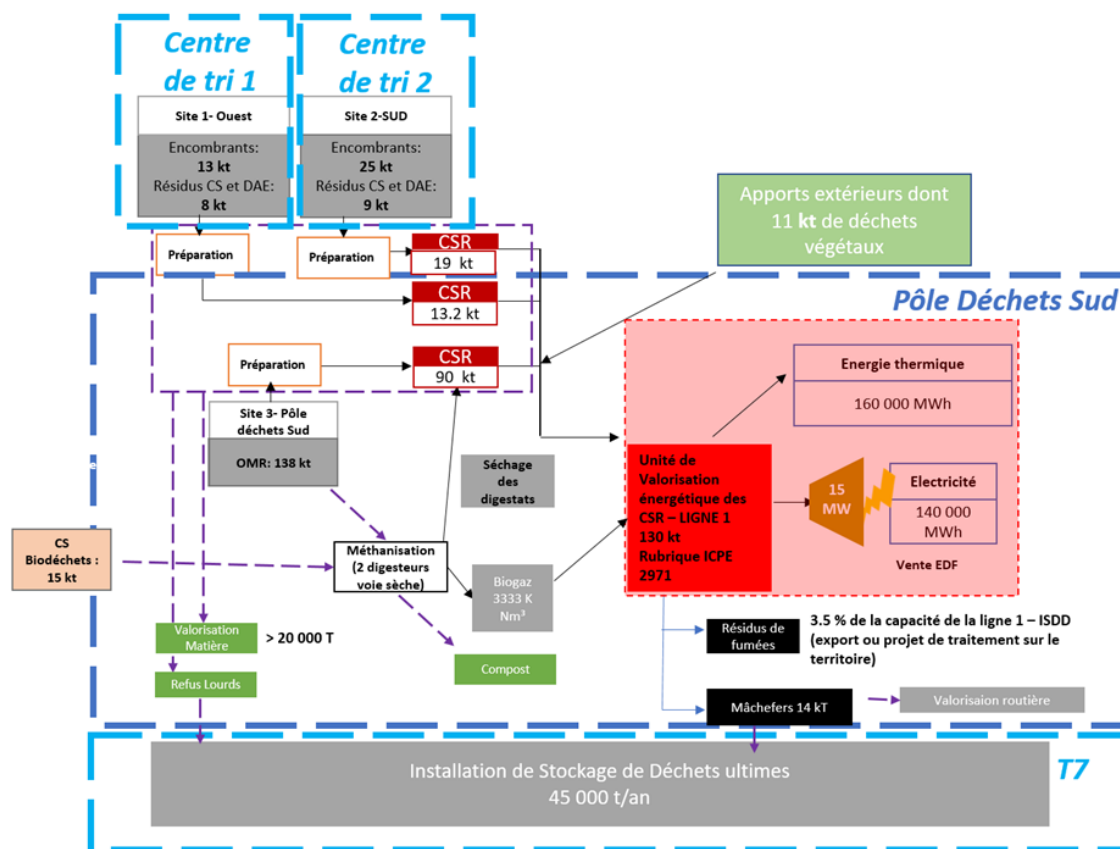 Centre
de tri 1
Centre
de tri 2
Site 1- Ouest
Encombrants:
13 kt
Résidus CS et DAE:
8 kt
Site 2-SUD
Encombrants:
25 kt
Résidus CS et DAE:
9 kt
Apports extérieurs dont
11 kt de déchets
végétaux
Préparation
Préparation
CSR
19 kt
CSR
13.2 kt
Pôle Déchets Sud
Préparation
CSR
90 kt
Energie thermique
160 000 MWh
Site 3- Pôle
déchets Sud
OMR: 138 kt
Séchage
des
digestats
Unité de
Valorisation
énergétique des
CSR – LIGNE 1
130 kt
Rubrique ICPE
2971
15
MW
Electricité
140 000
MWh
Vente EDF
e
CS
Biodéchets :
15 kt
Méthanisation
(2 digesteurs
voie sèche)
Biogaz
3333 K
Nm³
Valorisation
Matière
> 20 000 T
Compost
Refus Lourds
Résidus de
fumées
3.5 % de la capacité de la ligne 1 – ISDD
(export ou projet de traitement sur le
territoire)
Mâchefers 14 kT
Valorisaion routière
Installation de Stockage de Déchets ultimes
45 000 t/an
T7